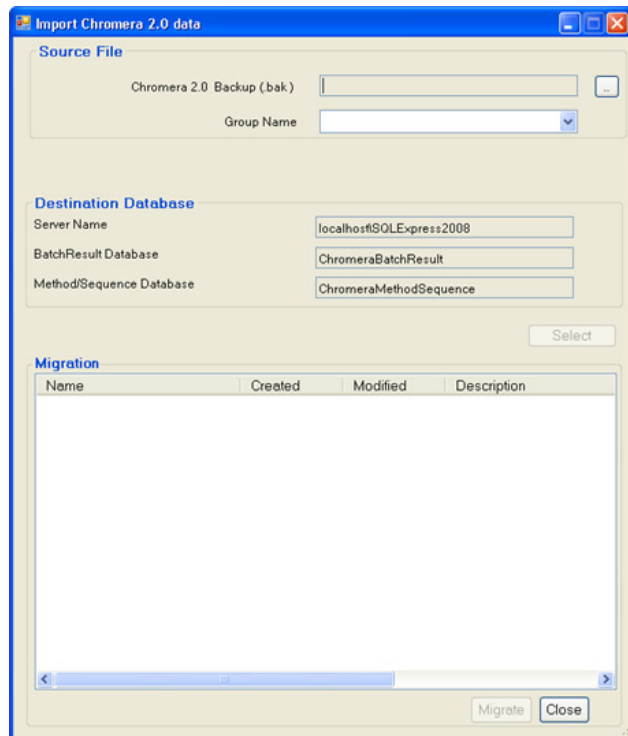 Import Chromera 2.0 data
Source File
Chromera 2.0 Backup (.bak)
..
Group Name
Destination Database
Server Name
localhost\SQLExpress2008
BatchResult Database
ChromeraBatchResult
Method/Sequence Database
ChromeraMethodSequence
Select
Migration
Name Created Modified Description
Migrate Close